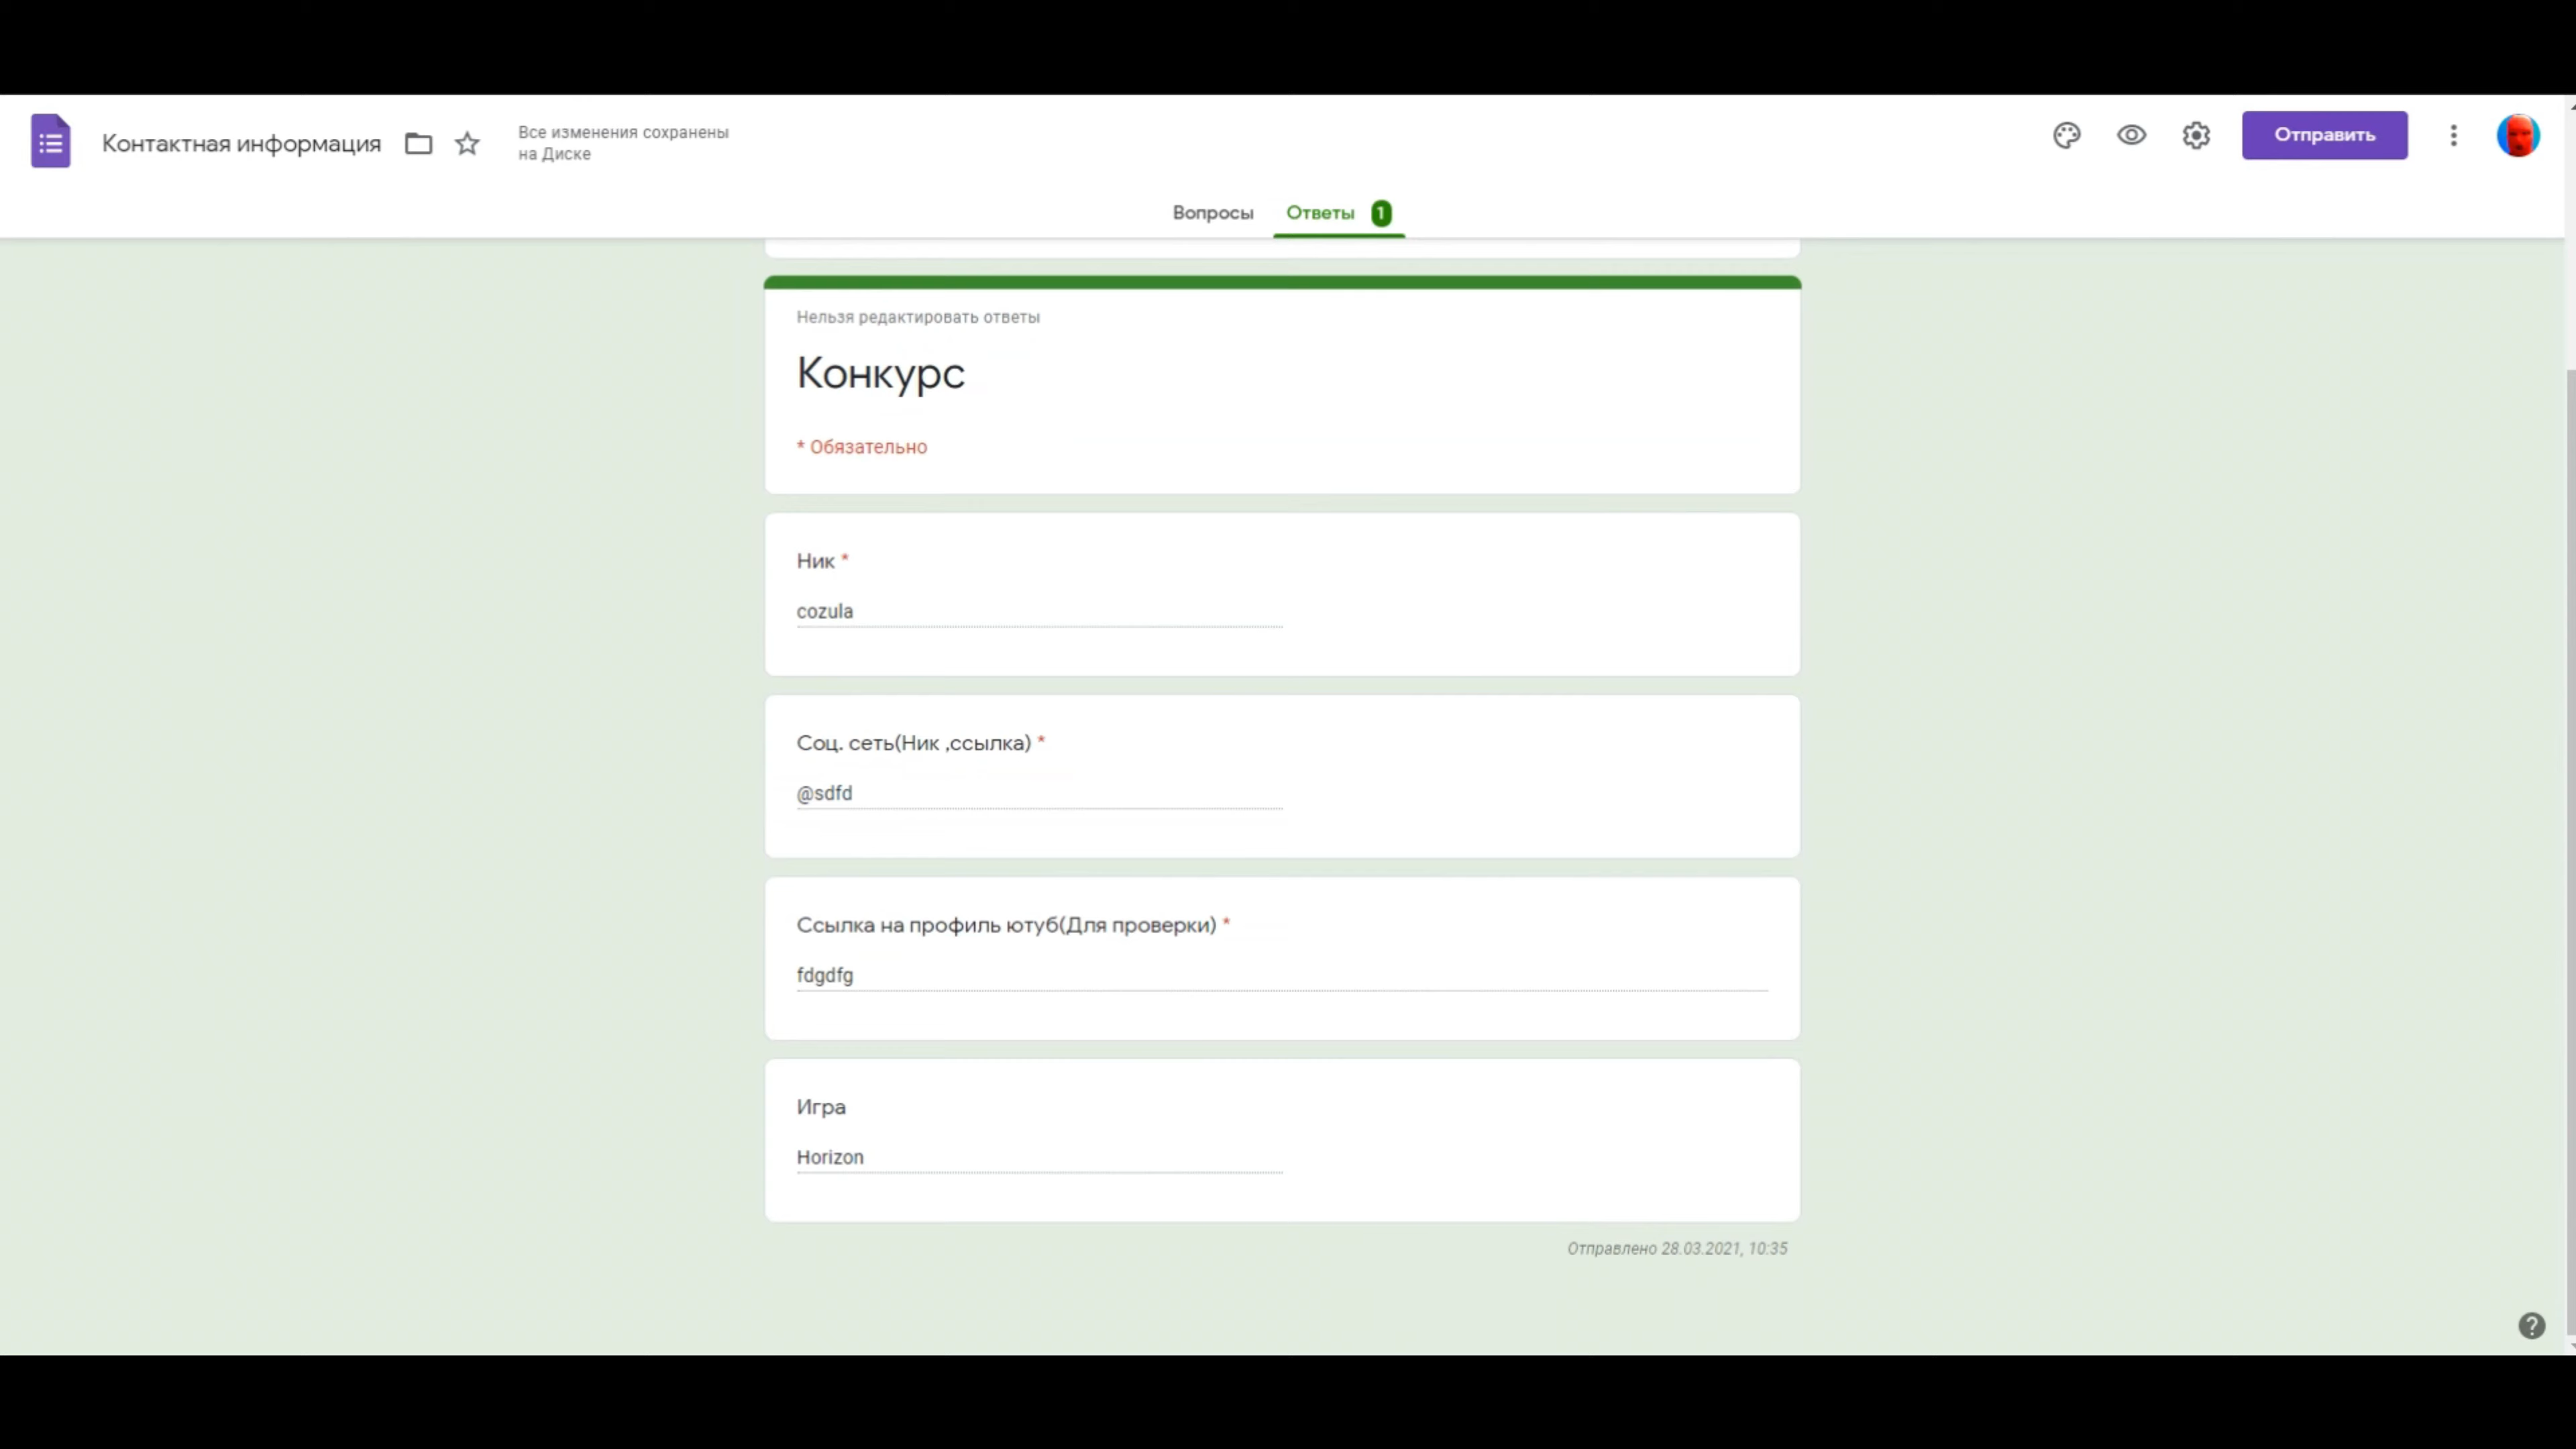 Контактная информация
Все изменения сохранены
на Диске
Отправить
Вопросы
Ответы 1
Нельзя редактировать ответы
Конкурс
* Обязательно
Ник *
cozula
Соц. сеть(Ник ,ссылка) *
@sdfd
Ссылка на профиль ютуб(Для проверки) *
fdgdfg
Игра
Horizon
Отправлено 28.03.2021, 10:35